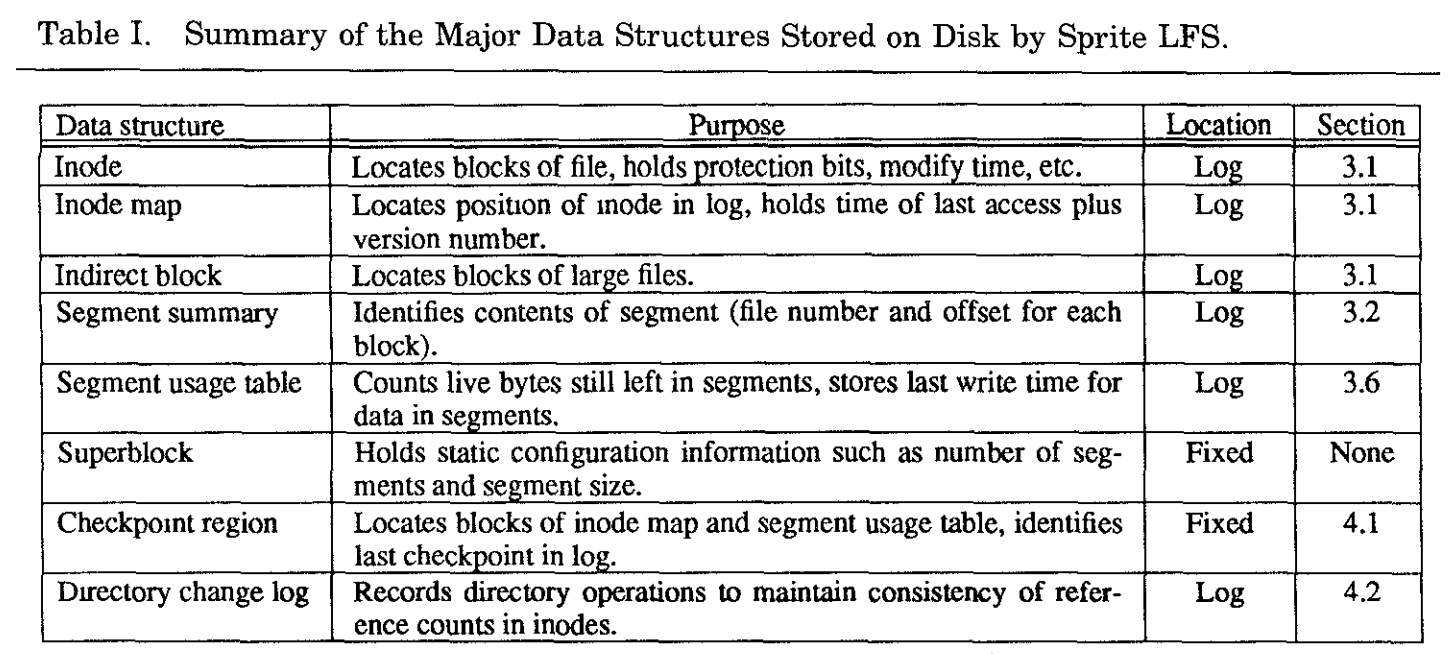 Table I. Summary of the Major Data Structures Stored on Disk by Sprite LFS.
Data structure Purpose Location Section
Inode Locates blocks of file, holds protection bits, modify time, etc. Log 3.1
Inode map Locates position of inode in log, holds time of last access plus Log 3.1
version number.
Indirect block Locates blocks of large files. Log 3.1
Segment summary Identifies contents of segment (file number and offset for each Log 3.2
block).
Segment usage table Counts live bytes still left in segments, stores last write time for Log 3.6
data in segments.
Superblock Holds static configuration information such as number of seg- Fixed None
ments and segment size.
Checkpoint region Locates blocks of inode map and segment usage table, identifies Fixed 4.1
last checkpoint in log.
Directory change log Records directory operations to maintain consistency of refer- Log 4.2
ence counts in inodes.